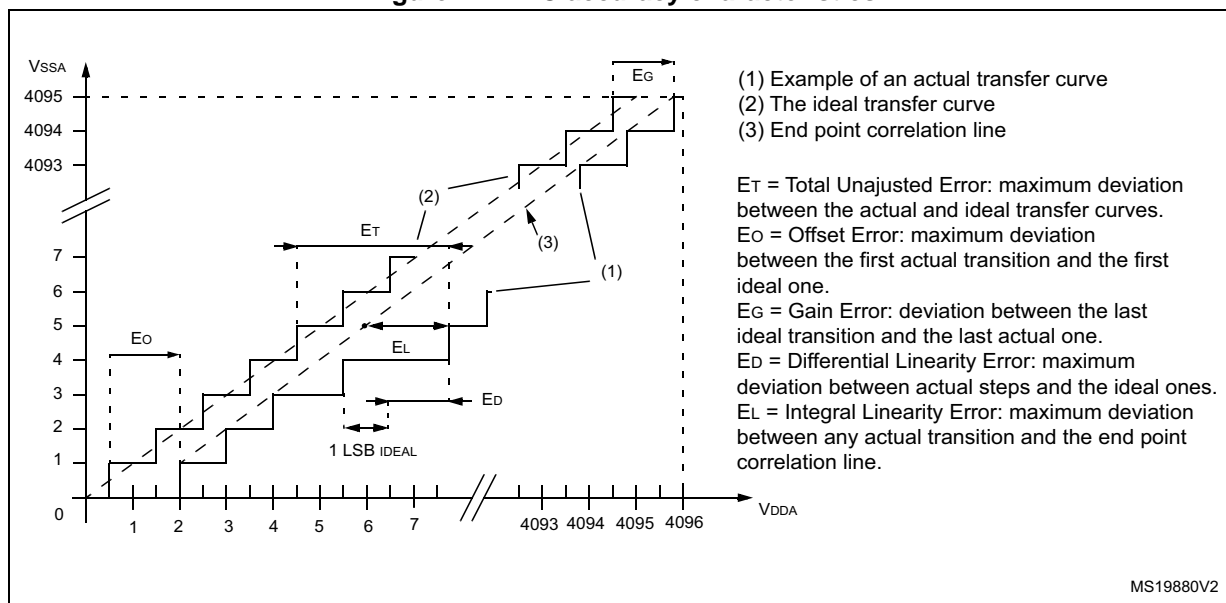 VSSA
4095
4094
4093
7
6
5
4
3
2
1
0
EO
ET
EL
ED
1 LSB IDEAL
EG
(2)
(3)
(1)
1 2 3 4 5 6 7 4093 4094 4095 4096
VDDA
(1) Example of an actual transfer curve
(2) The ideal transfer curve
(3) End point correlation line
ET = Total Unajusted Error: maximum deviation
between the actual and ideal transfer curves.
EO = Offset Error: maximum deviation
between the first actual transition and the first
ideal one.
EG = Gain Error: deviation between the last
ideal transition and the last actual one.
ED = Differential Linearity Error: maximum
deviation between actual steps and the ideal ones.
EL = Integral Linearity Error: maximum deviation
between any actual transition and the end point
correlation line.
MS19880V2